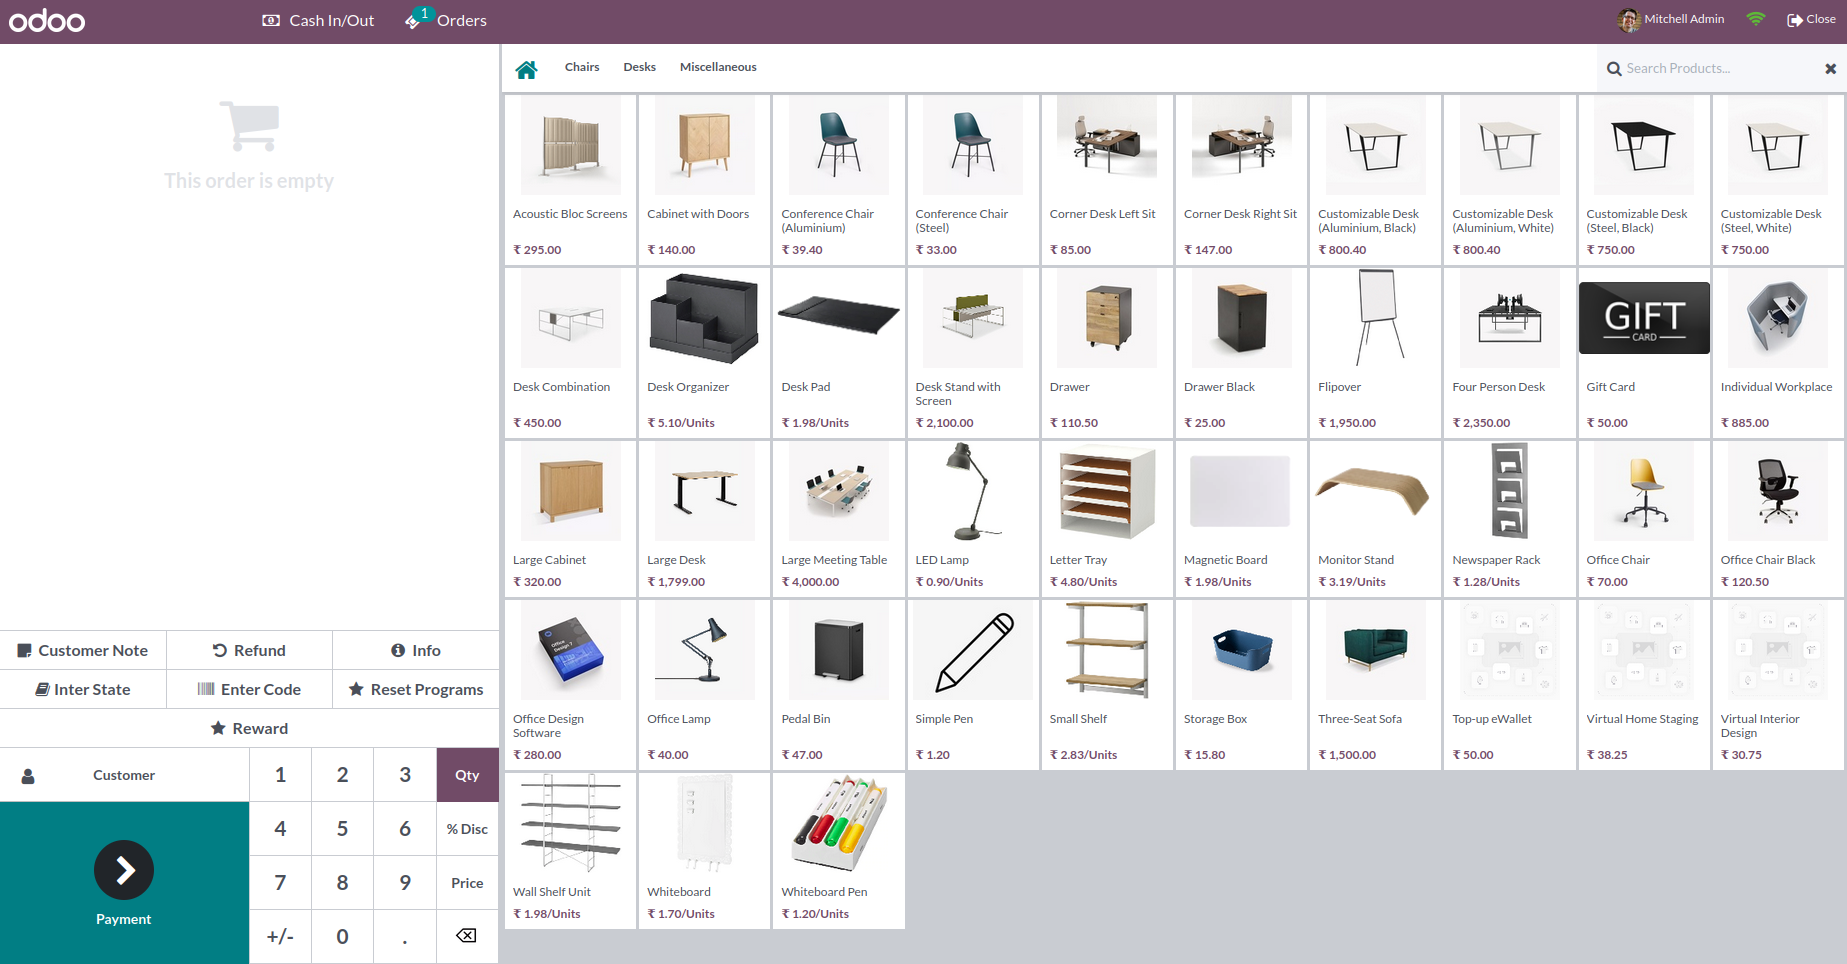 odoo
Cash In/Out
1
Orders
Mitchell Admin
Close
This order is empty
Chairs
Desks
Miscellaneous
Search Products...
Acoustic Bloc Screens
₹ 295.00
Cabinet with Doors
₹ 140.00
Conference Chair
(Aluminium)
₹ 39.40
Conference Chair
(Steel)
₹ 33.00
Corner Desk Left Sit
₹ 85.00
Corner Desk Right Sit
₹ 147.00
Customizable Desk
(Aluminium, Black)
₹ 800.40
Customizable Desk
(Aluminium, White)
₹ 800.40
Customizable Desk
(Steel, Black)
₹ 750.00
Customizable Desk
(Steel, White)
₹ 750.00
Desk Combination
₹ 450.00
Desk Organizer
₹ 5.10/Units
Desk Pad
₹ 1.98/Units
Desk Stand with
Screen
₹ 2,100.00
Drawer
₹ 110.50
Drawer Black
₹ 25.00
Flipover
₹ 1,950.00
Four Person Desk
₹ 2,350.00
GIFT
CARD
Gift Card
₹ 50.00
Individual Workplace
₹ 885.00
Large Cabinet
₹ 320.00
Large Desk
₹ 1,799.00
Large Meeting Table
₹ 4,000.00
LED Lamp
₹ 0.90/Units
Letter Tray
₹ 4.80/Units
Magnetic Board
₹ 1.98/Units
Monitor Stand
₹ 3.19/Units
Newspaper Rack
₹ 1.28/Units
Office Chair
₹ 70.00
Office Chair Black
₹ 120.50
Office
Design 7
Office Design
Software
₹ 280.00
Office Lamp
₹ 40.00
Pedal Bin
₹ 47.00
Simple Pen
₹ 1.20
Small Shelf
₹ 2.83/Units
Storage Box
₹ 15.80
Three-Seat Sofa
₹ 1,500.00
Top-up eWallet
₹ 50.00
Virtual Home Staging
₹ 38.25
Virtual Interior
Design
₹ 30.75
Wall Shelf Unit
₹ 1.98/Units
Whiteboard
₹ 1.70/Units
Whiteboard Pen
₹ 1.20/Units
Customer Note
Refund
Info
Inter State
Enter Code
Reset Programs
Reward
Customer
1
2
3
Qty
4
5
6
% Disc
7
8
9
Price
Payment
+/-
0
.